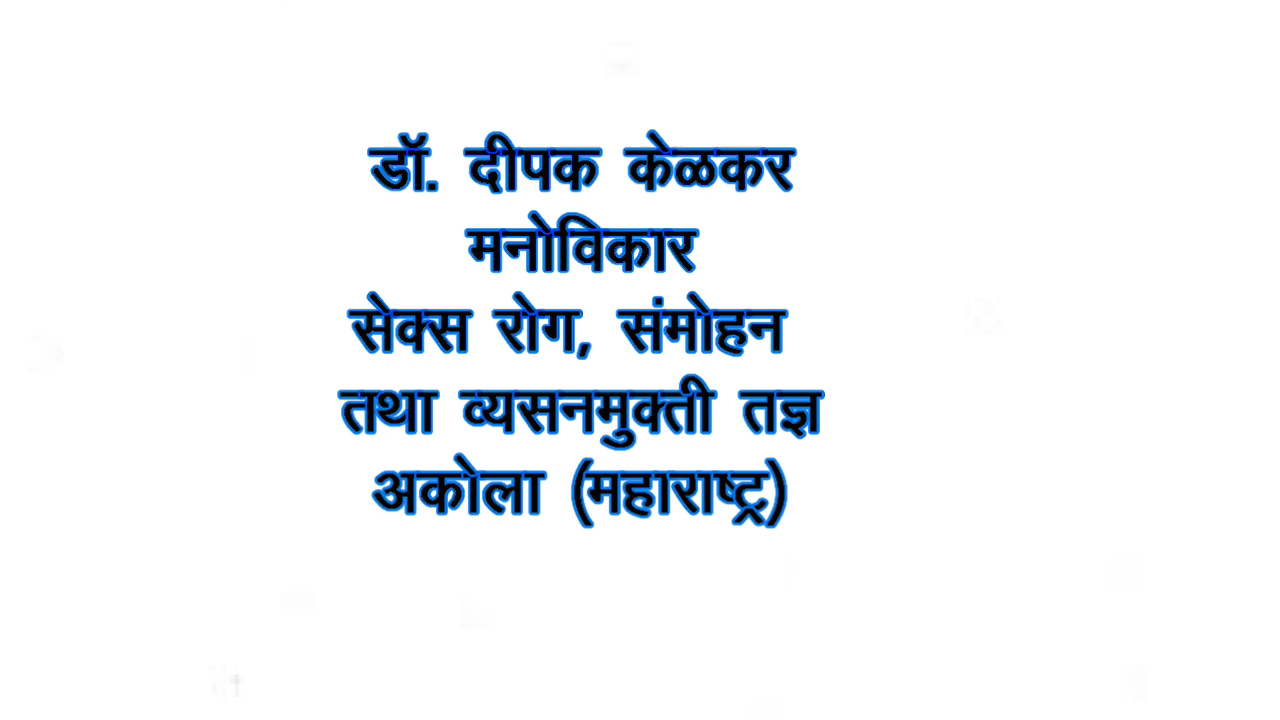 डॉ. दीपक केळकर
मनोविकार
सेक्स रोग, संमोहन
तथा व्यसनमुक्ती तज्ञ
अकोला (महाराष्ट्र)